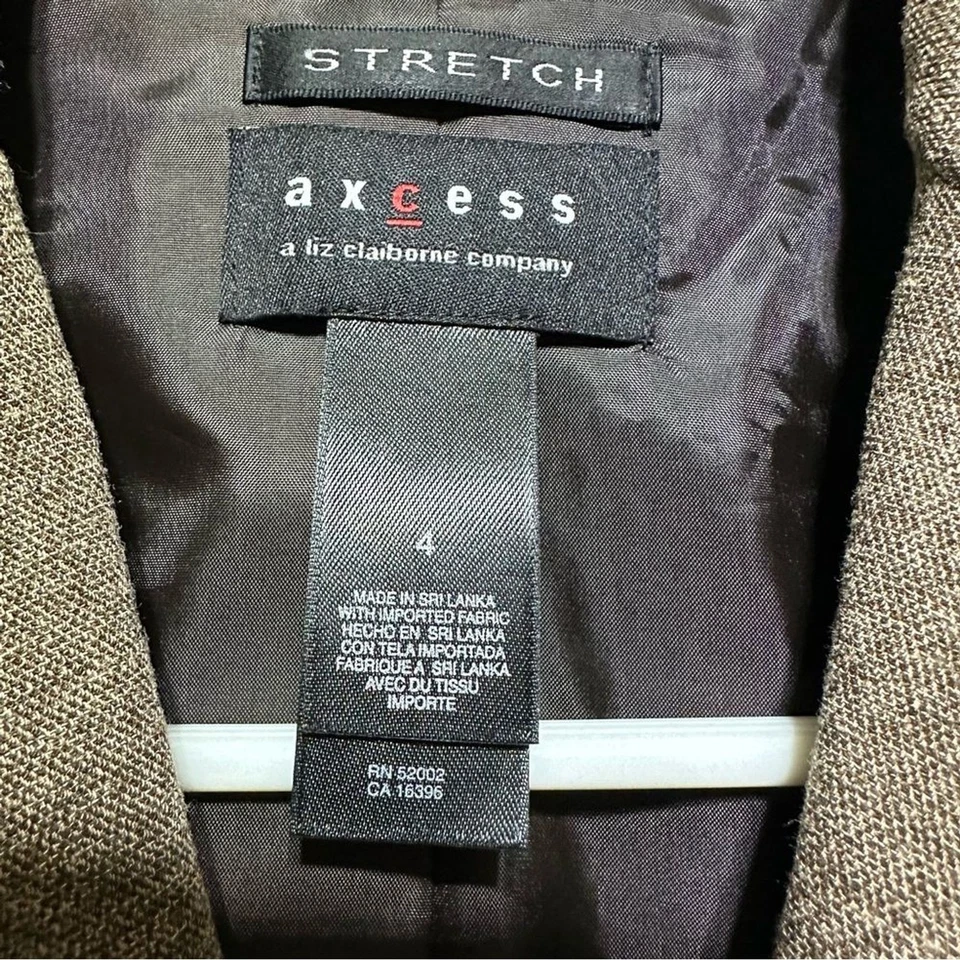 STRETCH
axcess
a liz claiborne company
4
MADE IN SRI LANKA
WITH IMPORTED FABRIC
HECHO EN SRI LANKA
CON TELA IMPORTADA
FABRIQUE A SRI LANKA
AVEC DU TISSU
IMPORTE
RN 52002
CA 16396